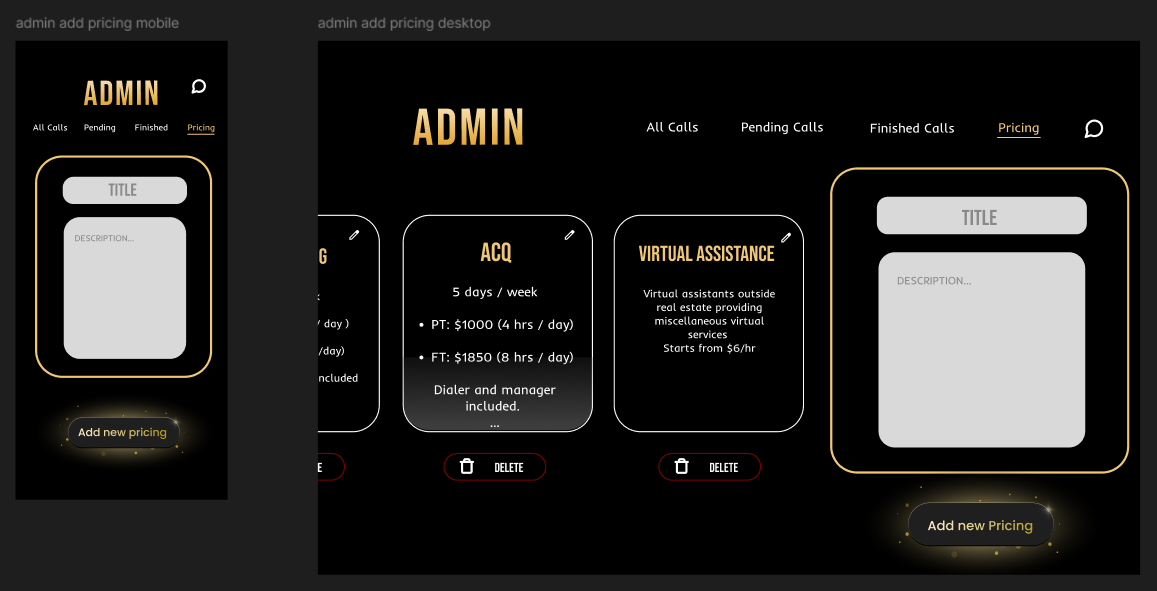 admin add pricing mobile
ADMIN
All Calls Pending Finished Pricing
TITLE
DESCRIPTION...
Add new pricing
admin add pricing desktop
ADMIN
All Calls Pending Calls Finished Calls Pricing
G
/ day )
/day)
ncluded
E
ACQ
5 days / week
• PT: $1000 (4 hrs / day)
• FT: $1850 (8 hrs / day)
Dialer and manager
included.
...
DELETE
VIRTUAL ASSISTANCE
Virtual assistants outside
real estate providing
miscellaneous virtual
services
Starts from $6/hr
DELETE
TITLE
DESCRIPTION...
Add new Pricing